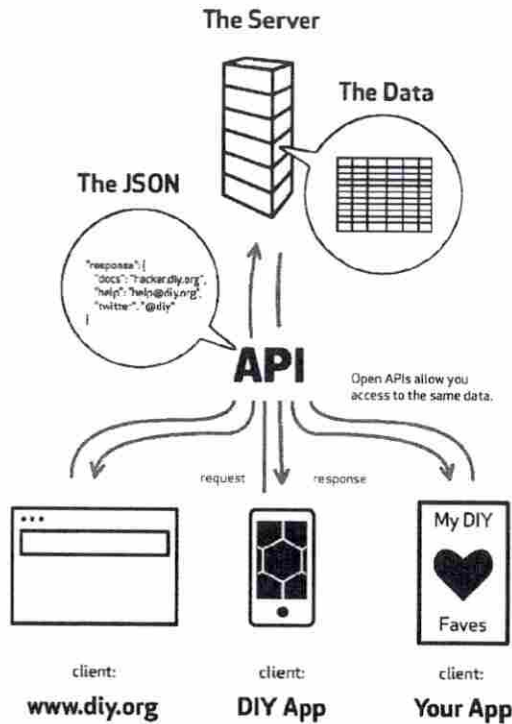 The Server
The Data
The JSON
"response": {
"docs": "hacker.diy.org",
"help": "help@diy.org",
"twitter": "@diy"
{
API
Open APIs allow you
access to the same data.
request
response
My DIY
Faves
client:
www.diy.org
client:
DIY App
client:
Your App